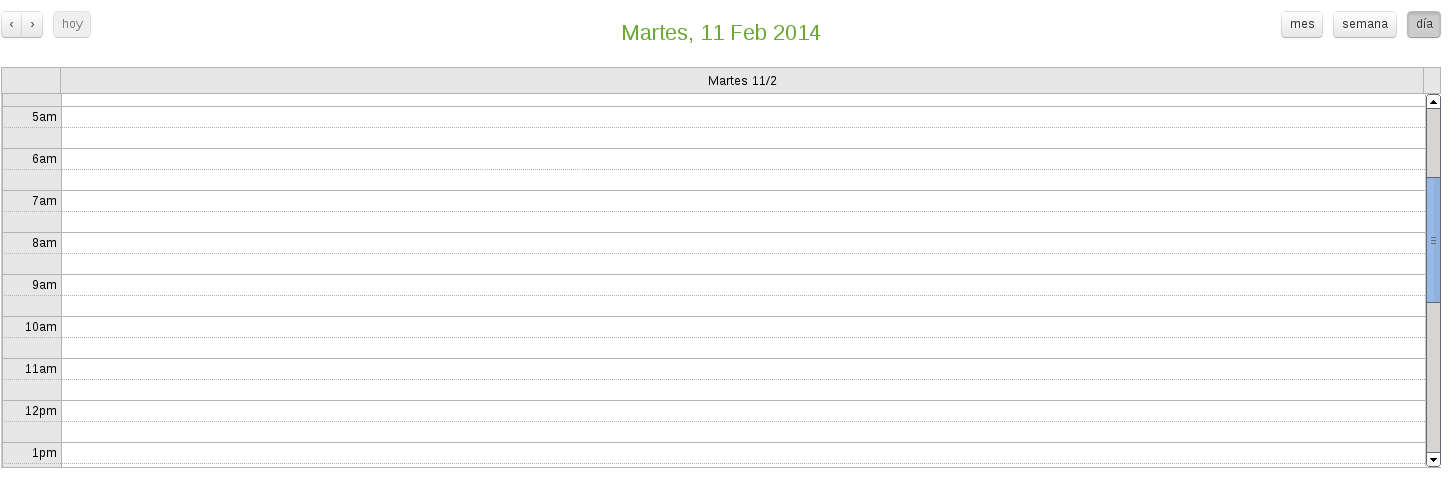 ‹ › hoy Martes, 11 Feb 2014 mes semana día
Martes 11/2
5am
6am
7am
8am
9am
10am
11am
12pm
1pm